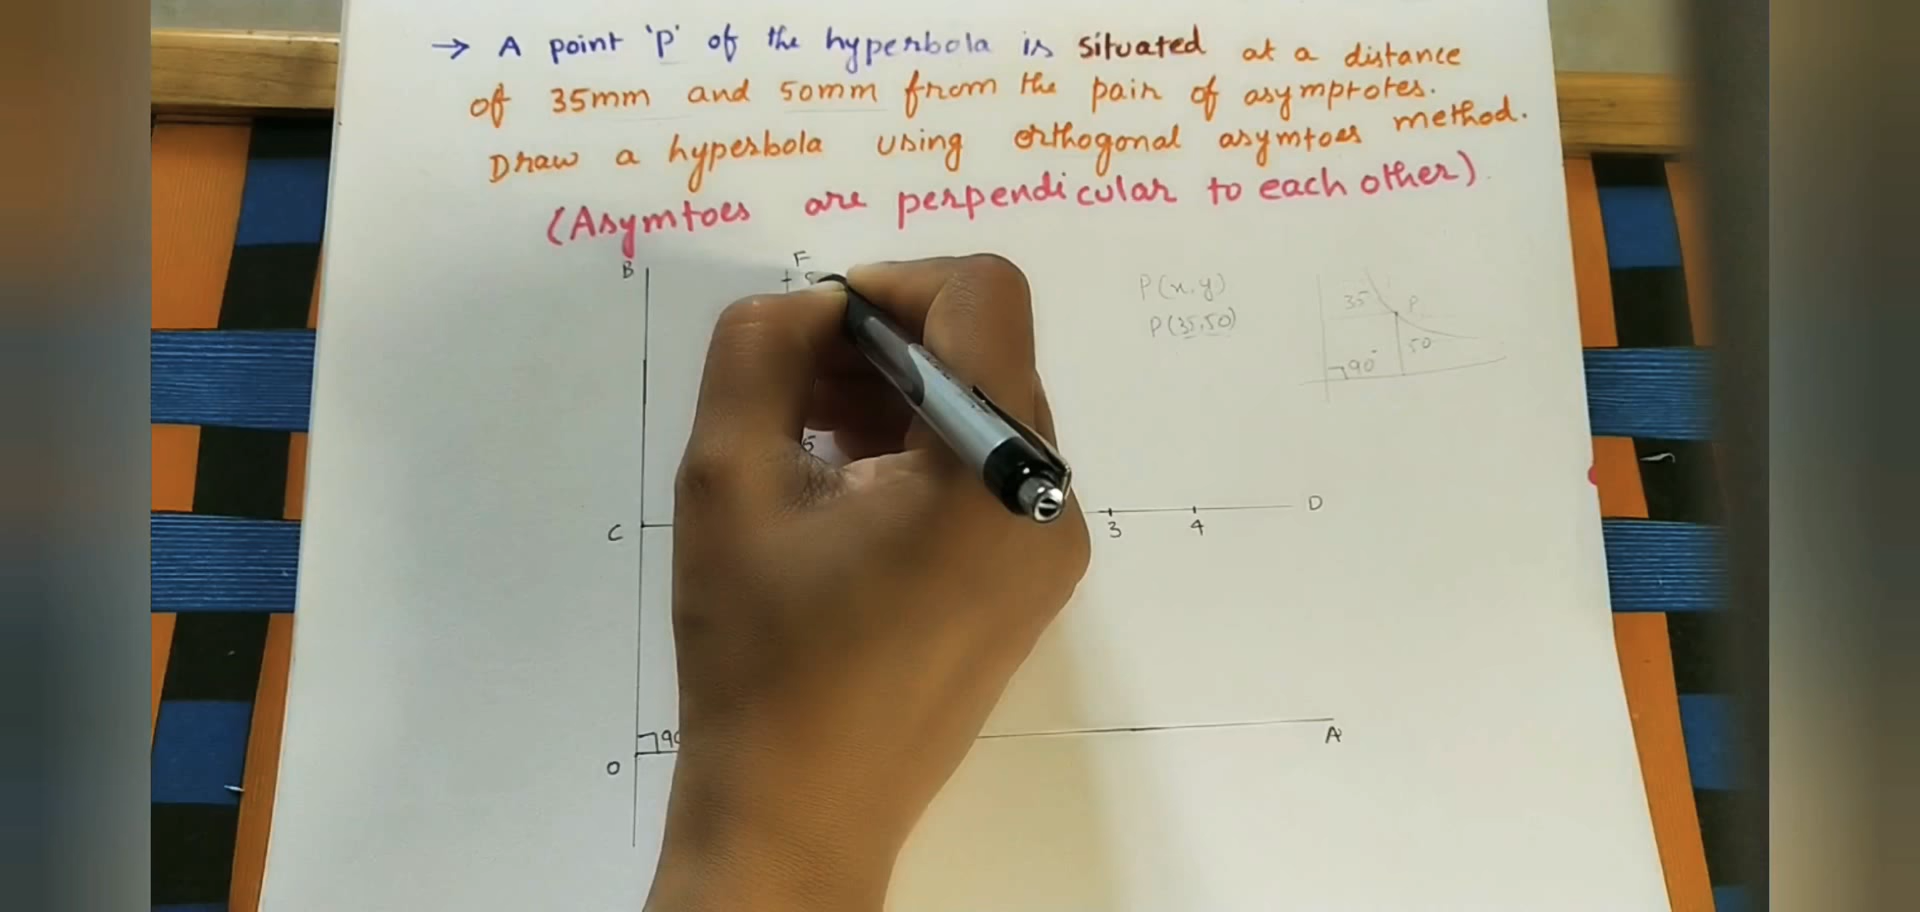 → A point 'P' of the hyperbola is situated at a distance
of 35mm and 50mm from the pair of asymptotes.
Draw a hyperbola using orthogonal asymtoes method.
(Asymtoes are perpendicular to each other)
F
B
P(x,y)
P(35,50)
35 P
50
90°
5
C
3 4 D
90
A
O